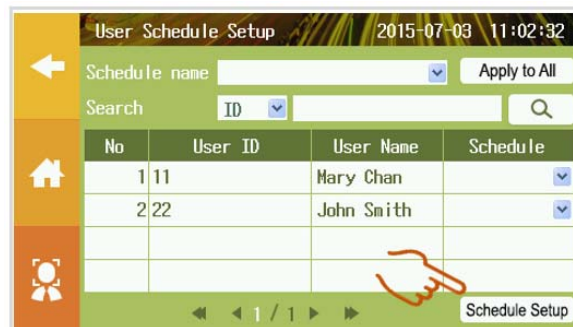 User Schedule Setup 2015-07-03 11:02:32
Schedule name Apply to All
Search ID
No User ID User Name Schedule
1 11 Mary Chan
2 22 John Smith
1 / 1 Schedule Setup